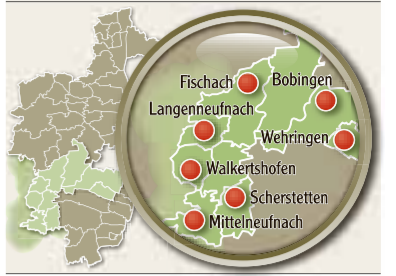 Fischach
Bobingen
Langenneufnach
Wehringen
Walkertshofen
Scherstetten
Mittelneufnach